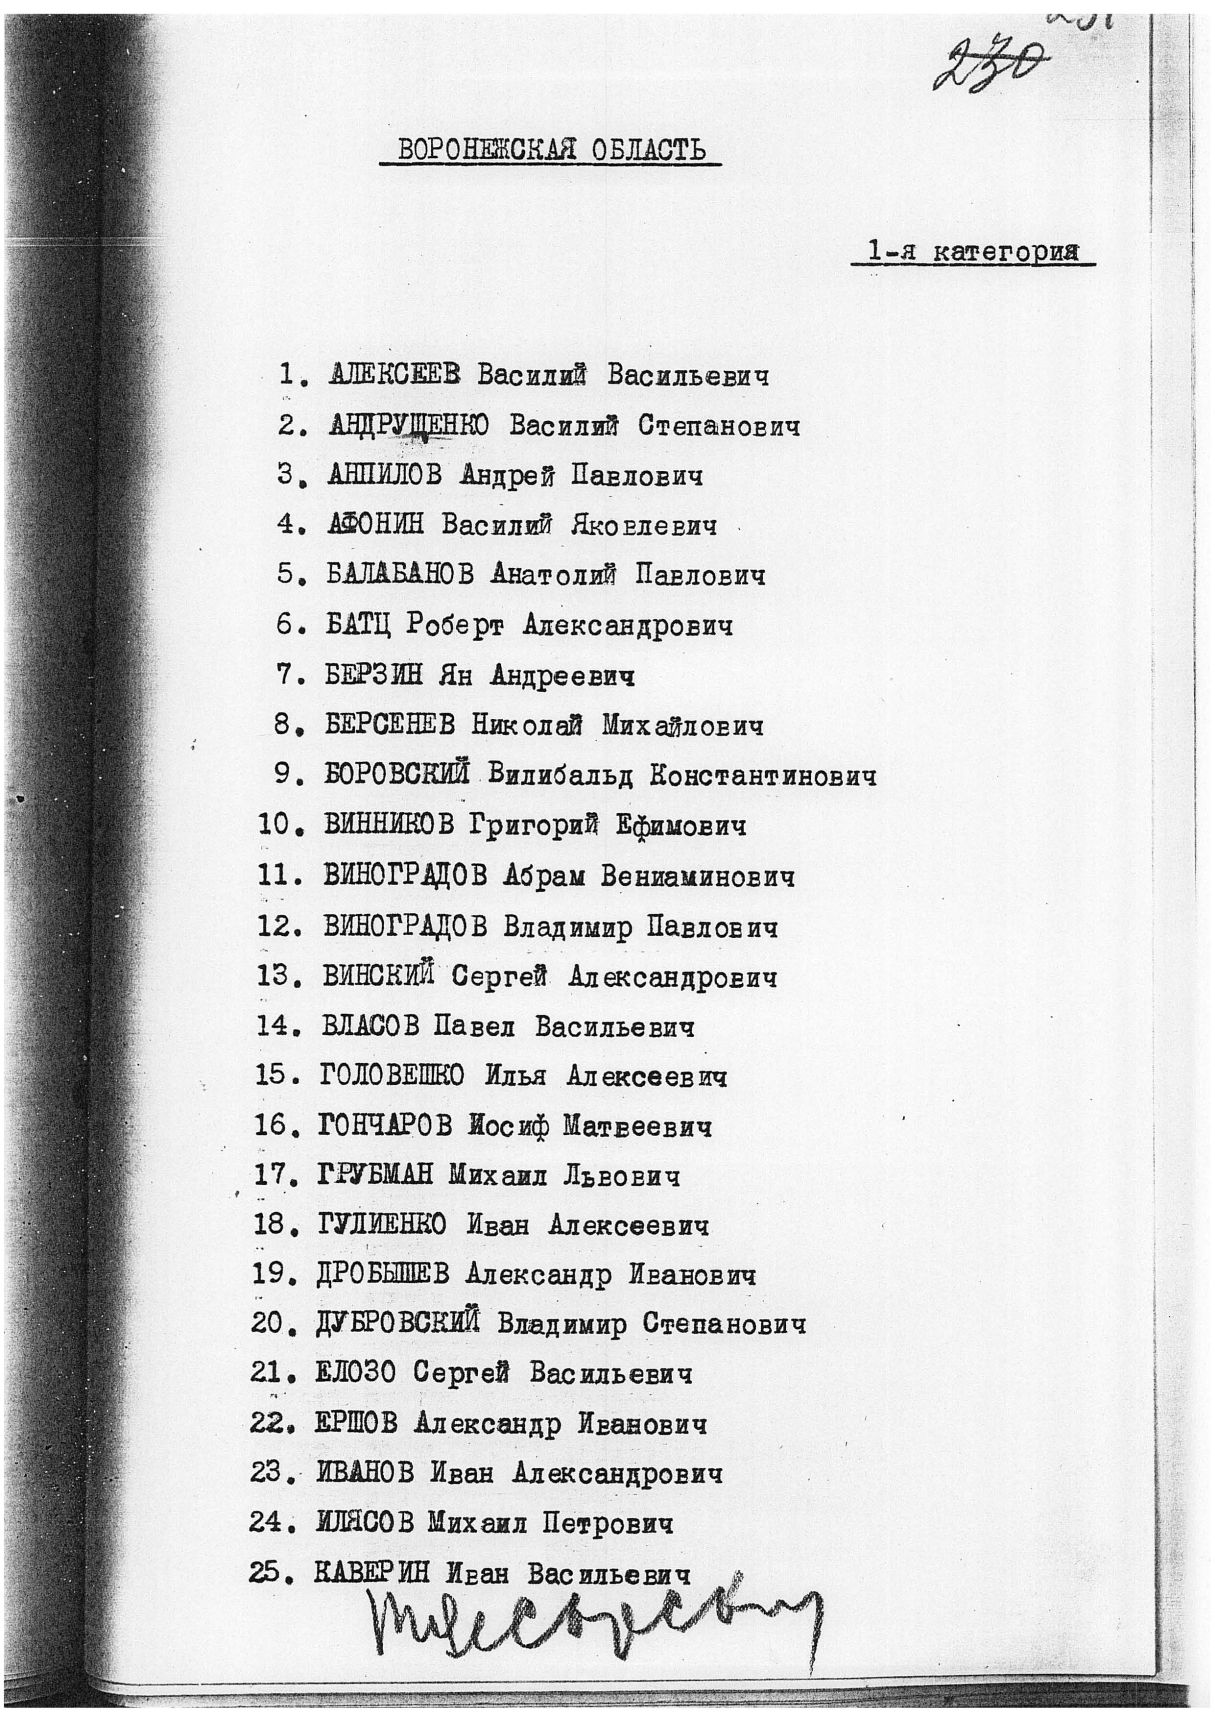 230
ВОРОНЕЖСКАЯ ОБЛАСТЬ
1-я категория
1. АЛЕКСЕЕВ Василий Васильевич
2. АНДРУЩЕНКО Василий Степанович
3. АНПИЛОВ Андрей Павлович
4. АФОНИН Василий Яковлевич
5. БАЛАБАНОВ Анатолий Павлович
6. БАТЦ Роберт Александрович
7. БЕРЗИН Ян Андреевич
8. БЕРСЕНЕВ Николай Михайлович
9. БОРОВСКИЙ Вилибальд Константинович
10. ВИННИКОВ Григорий Ефимович
11. ВИНОГРАДОВ Абрам Вениаминович
12. ВИНОГРАДОВ Владимир Павлович
13. ВИНСКИЙ Сергей Александрович
14. ВЛАСОВ Павел Васильевич
15. ГОЛОВЕШКО Илья Алексеевич
16. ГОНЧАРОВ Иосиф Матвеевич
17. ГРУБМАН Михаил Львович
18. ГУЛИЕНКО Иван Алексеевич
19. ДРОБЫШЕВ Александр Иванович
20. ДУБРОВСКИЙ Владимир Степанович
21. ЕЛОЗО Сергей Васильевич
22. ЕРШОВ Александр Иванович
23. ИВАНОВ Иван Александрович
24. ИЛЯСОВ Михаил Петрович
25. КАВЕРИН Иван Васильевич